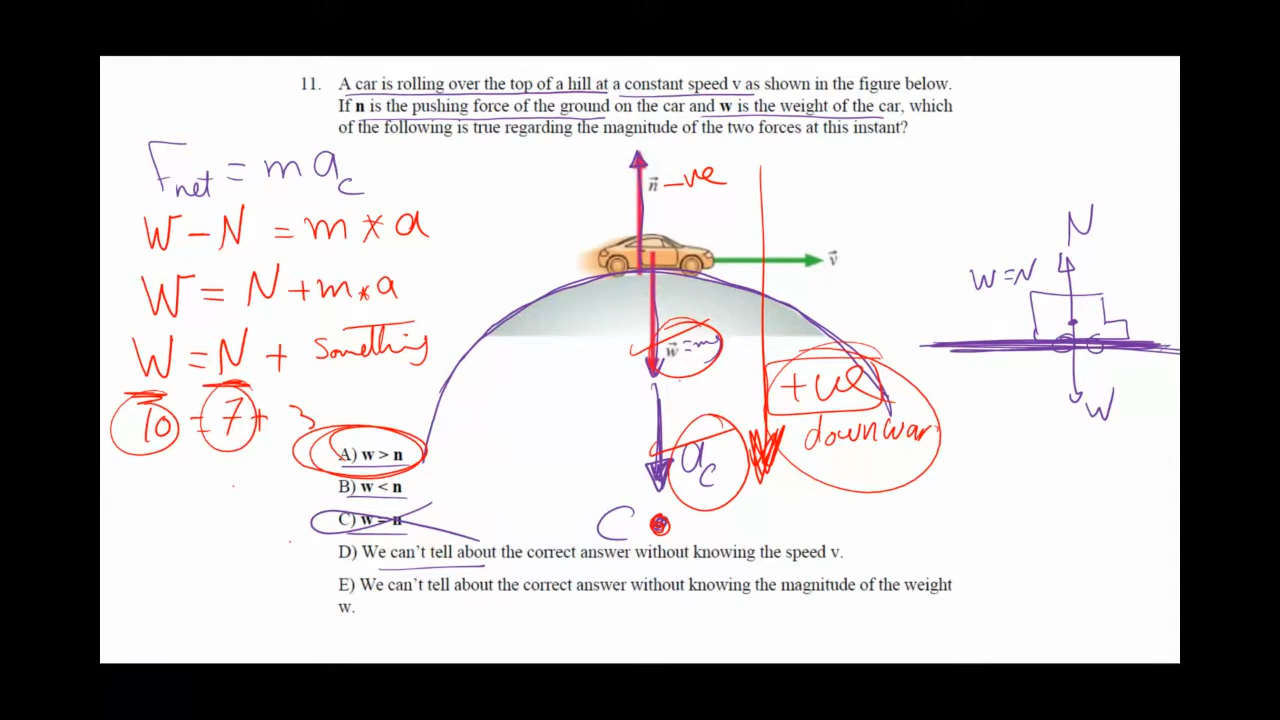 11. A car is rolling over the top of a hill at a constant speed v as shown in the figure below.
If n is the pushing force of the ground on the car and w is the weight of the car, which
of the following is true regarding the magnitude of the two forces at this instant?
Fnet = m ac
W - N = m * a
W = N + m * a
W = N + Something
10 = 7 + 3
n -ve
v
w = mg
+ve
downwar
ac
C
N
W = N
W
A) w > n
B) w < n
C) w = n
D) We can't tell about the correct answer without knowing the speed v.
E) We can't tell about the correct answer without knowing the magnitude of the weight
w.